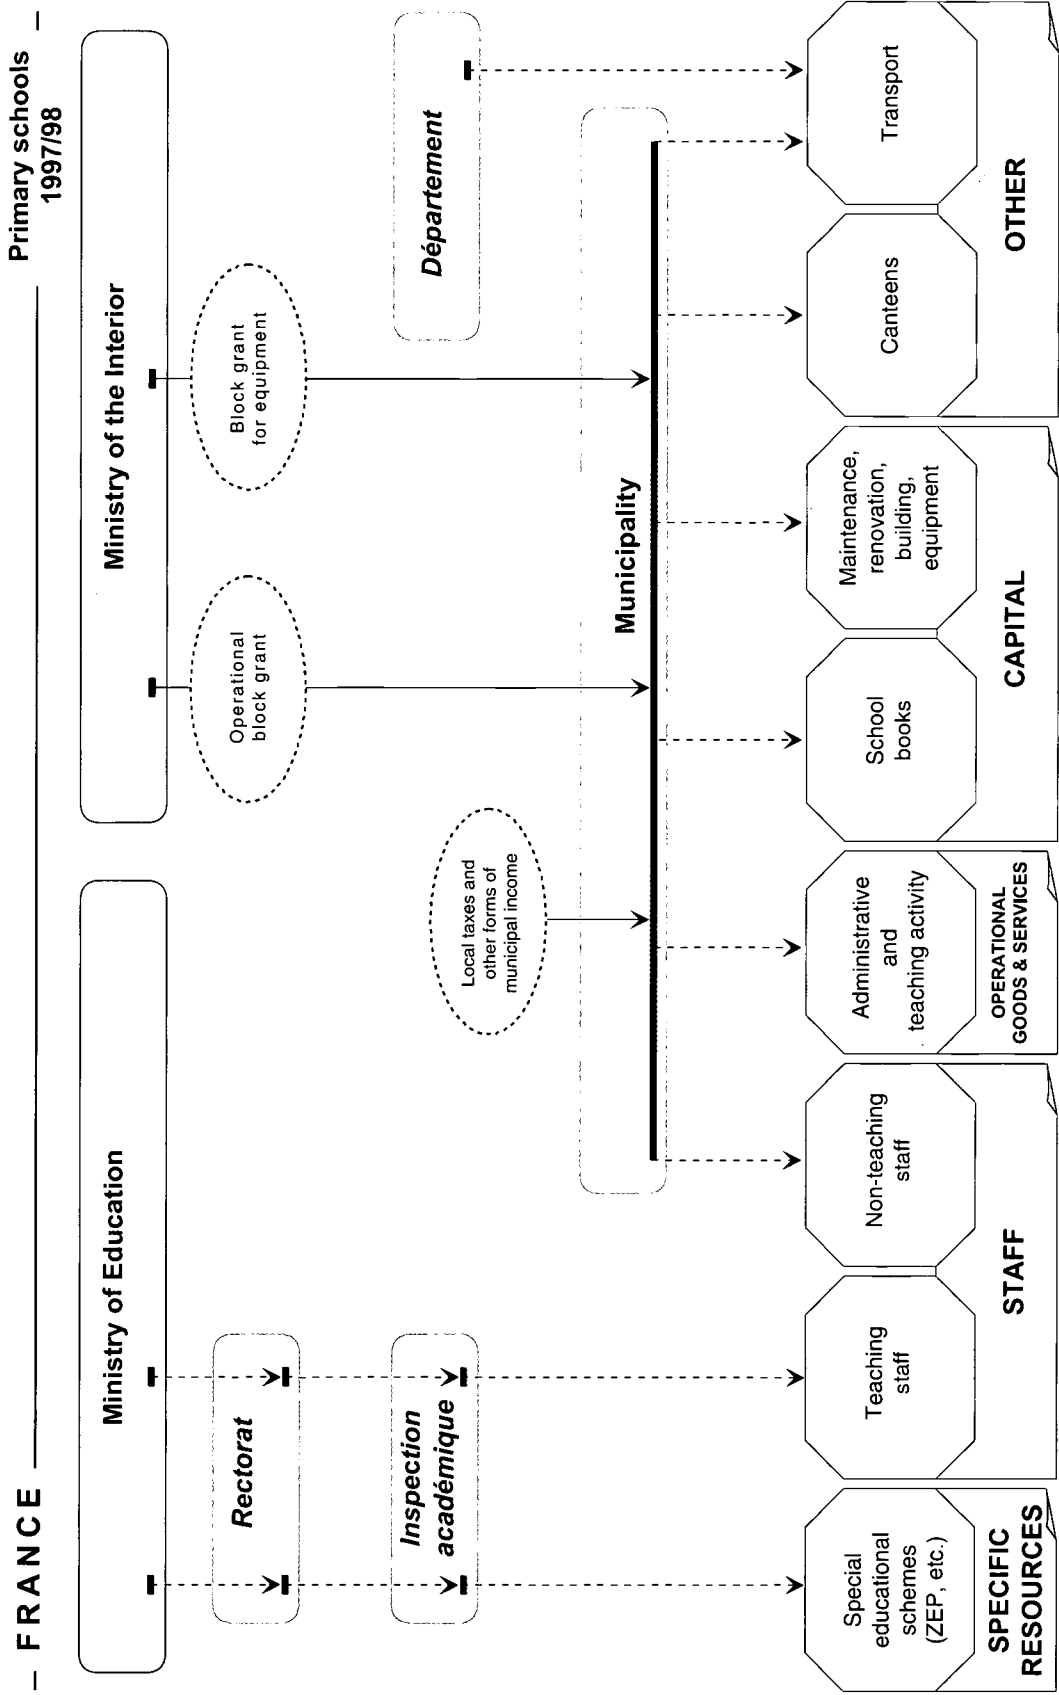 FRANCE
Primary schools
1997/98
Ministry of Education
Ministry of the Interior
Rectorat
Operational
block grant
Block grant
for equipment
Inspection
académique
Local taxes and
other forms of
municipal income
Département
Municipality
Special
educational
schemes
(ZEP, etc.)
Teaching
staff
Non-teaching
staff
Administrative
and
teaching activity
School
books
Maintenance,
renovation,
building,
equipment
Canteens
Transport
SPECIFIC
RESOURCES
STAFF
OPERATIONAL
GOODS & SERVICES
CAPITAL
OTHER